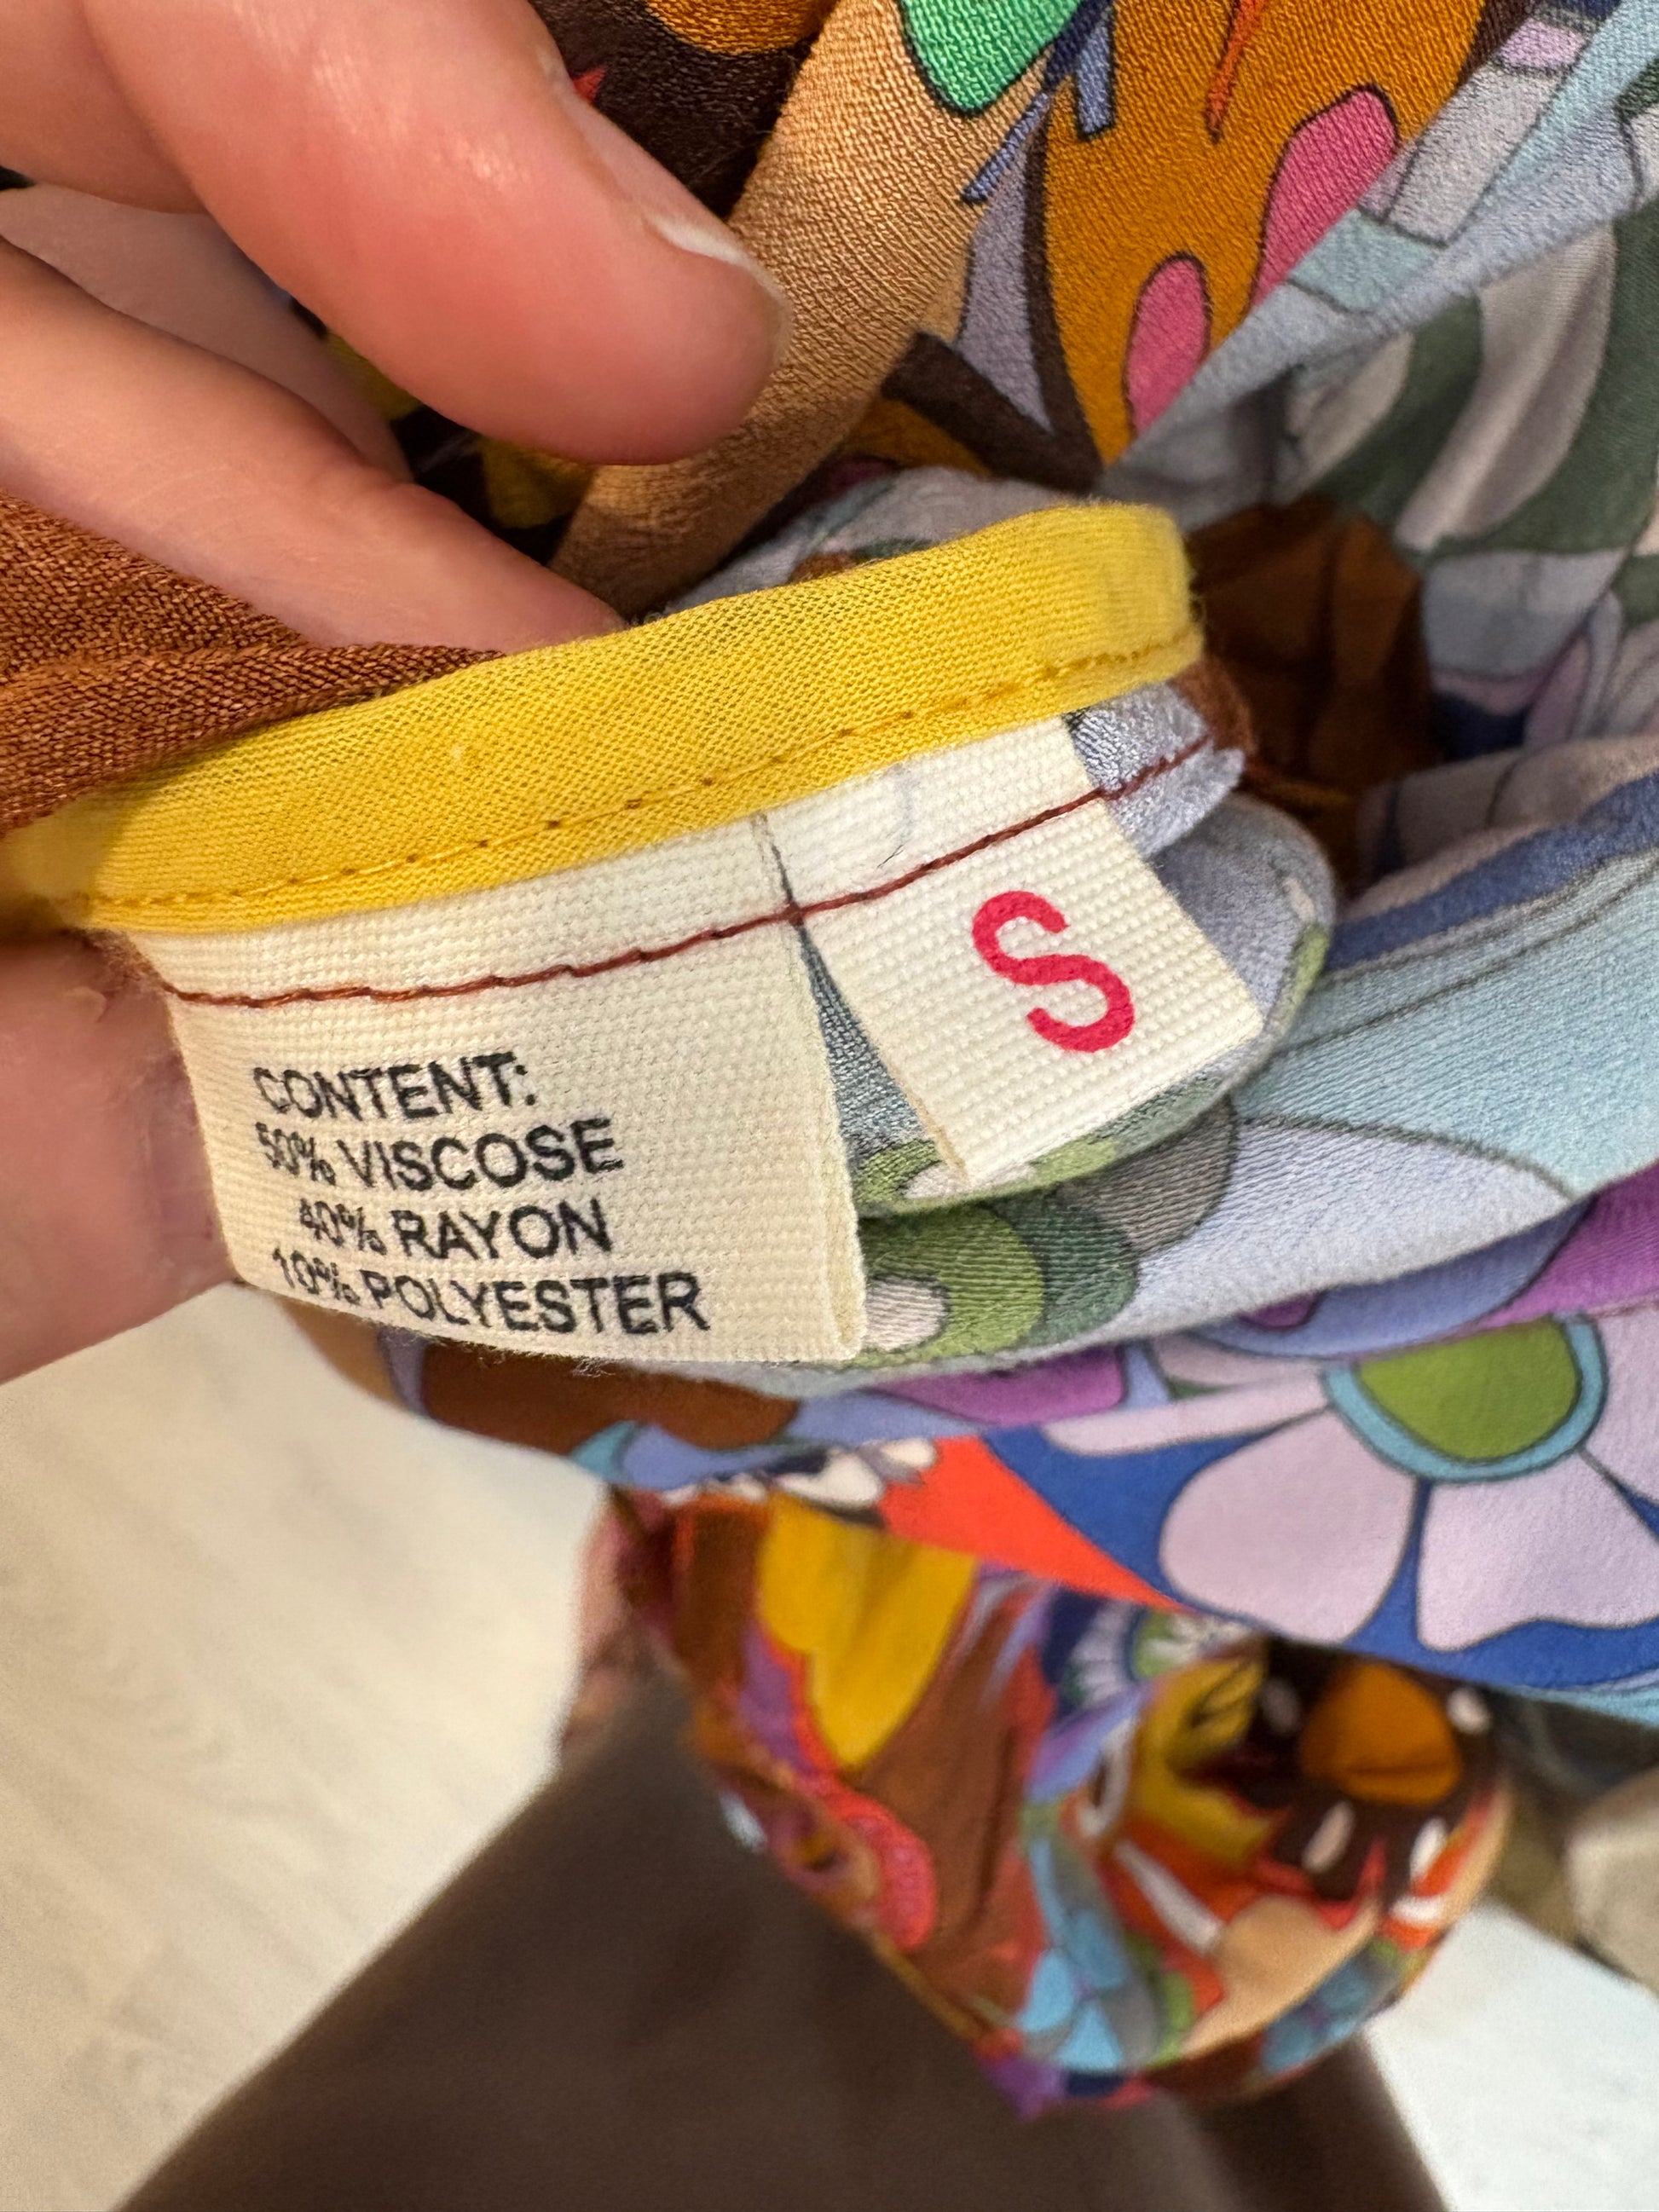 CONTENT:
50% VISCOSE
40% RAYON
10% POLYESTER
S